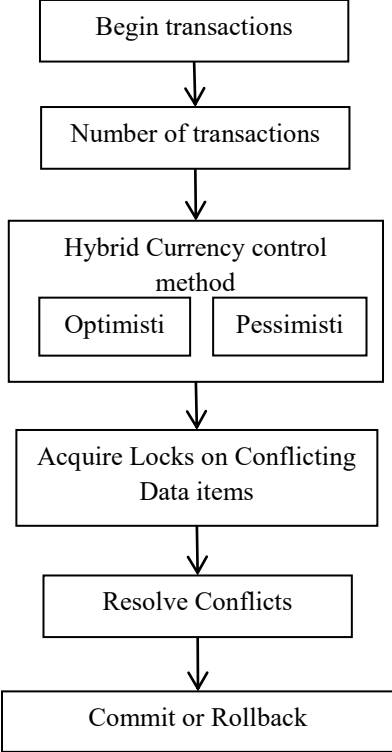 Begin transactions
Number of transactions
Hybrid Currency control
method
Optimisti
Pessimisti
Acquire Locks on Conflicting
Data items
Resolve Conflicts
Commit or Rollback